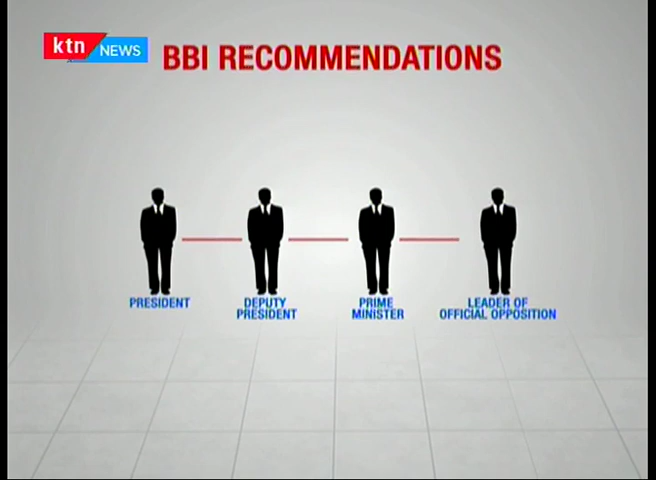 ktn NEWS
BBI RECOMMENDATIONS
PRESIDENT
DEPUTY
PRESIDENT
PRIME
MINISTER
LEADER OF
OFFICIAL OPPOSITION